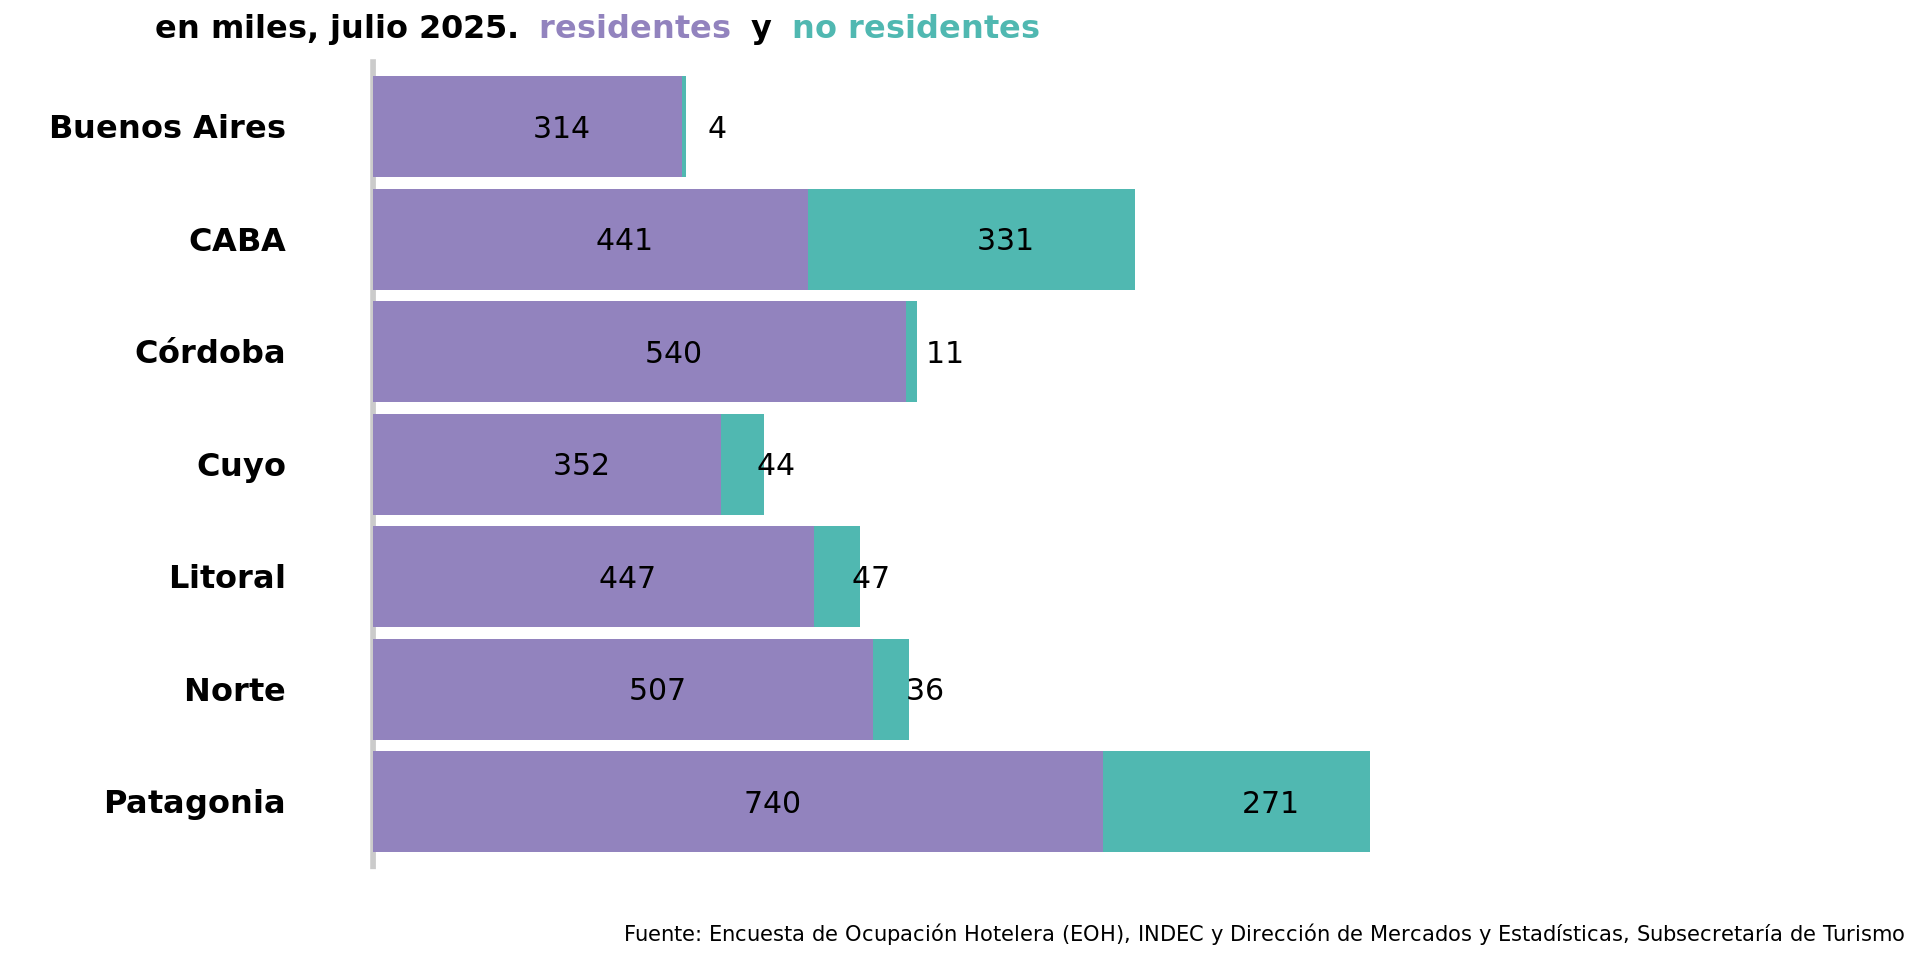 en miles, julio 2025. residentes y no residentes
Buenos Aires 314 4
CABA 441 331
Córdoba 540 11
Cuyo 352 44
Litoral 447 47
Norte 507 36
Patagonia 740 271
Fuente: Encuesta de Ocupación Hotelera (EOH), INDEC y Dirección de Mercados y Estadísticas, Subsecretaría de Turismo